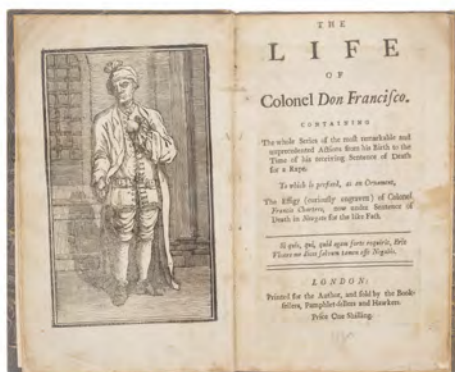 THE
LIFE
OF
Colonel Don Franciſco.
CONTAINING
The whole Series of the moſt remarkable and
unprecedented Actions from his Birth to the
Time of his receiving Sentence of Death
for a Rape.
To which is prefixed, as an Ornament,
The Effigy (curiouſly engraven) of Colonel
Francis Charteres, now under Sentence of
Death in Newgate for the like Fact.
Si quis, qui, quid agam forte requirit, Erit
Vivere me dices ſalvum tamen eſſe Negabis.
LONDON:
Printed for the Author, and ſold by the Book-
ſellers, Pamphlet-ſellers and Hawkers.
Price One Shilling.